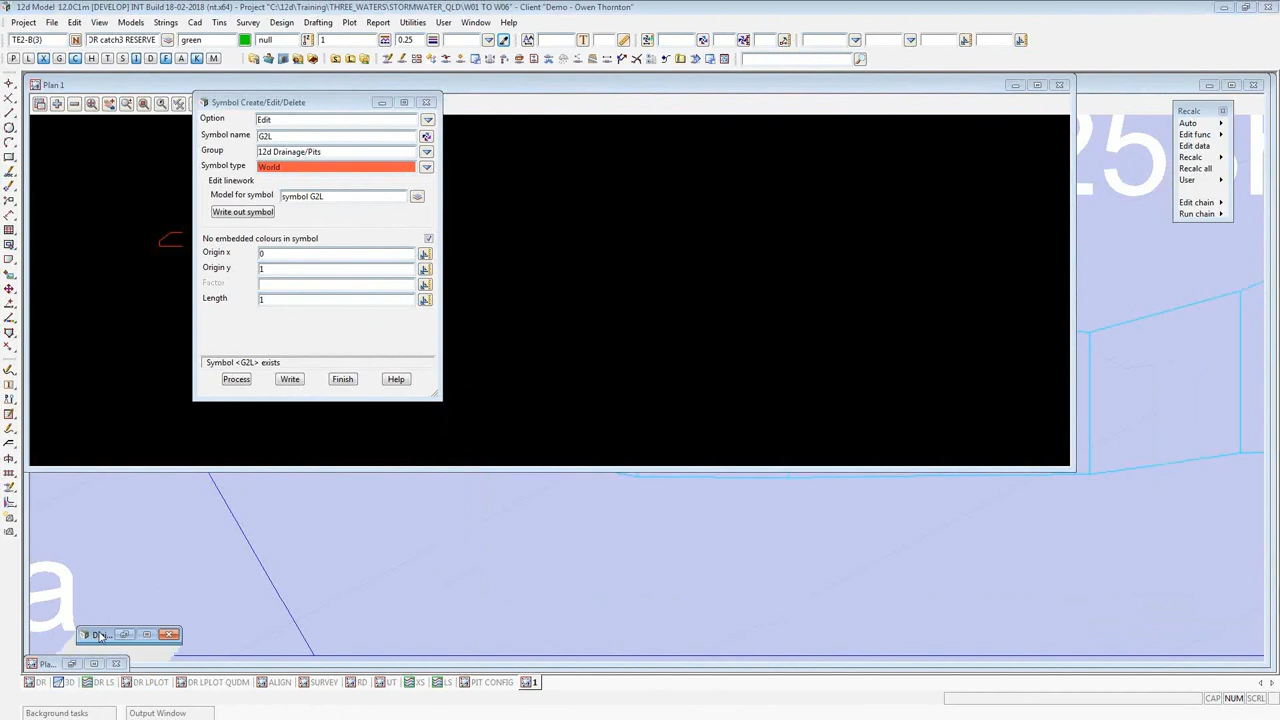 12d Model 12.0C1m [DEVELOP] INT Build 18-02-2018 (nt.x64) - Project "C:\12d\Training\THREE_WATERS\STORMWATER_QLD\W01 TO W06" - Client "Demo - Owen Thornton"
Project File Edit View Models Strings Cad Tins Survey Design Drafting Plot Report Utilities User Window Help
TE2-B(3) DR catch3 RESERVE green null 1 0.25
P L X G C H T S I D F A K M
Plan 1
Symbol Create/Edit/Delete
Option Edit
Symbol name G2L
Group 12d Drainage/Pits
Symbol type World
Edit linework
Model for symbol symbol G2L
Write out symbol
No embedded colours in symbol
Origin x 0
Origin y 1
Factor
Length 1
Symbol <G2L> exists
Process Write Finish Help
Recalc
Auto
Edit func
Edit data
Recalc
Recalc all
User
Edit chain
Run chain
a
Pla...
DR 3D DR LS DR LPLOT DR LPLOT QUDM ALIGN SURVEY RD UT XS LS PIT CONFIG 1
CAP NUM SCRL
Background tasks Output Window